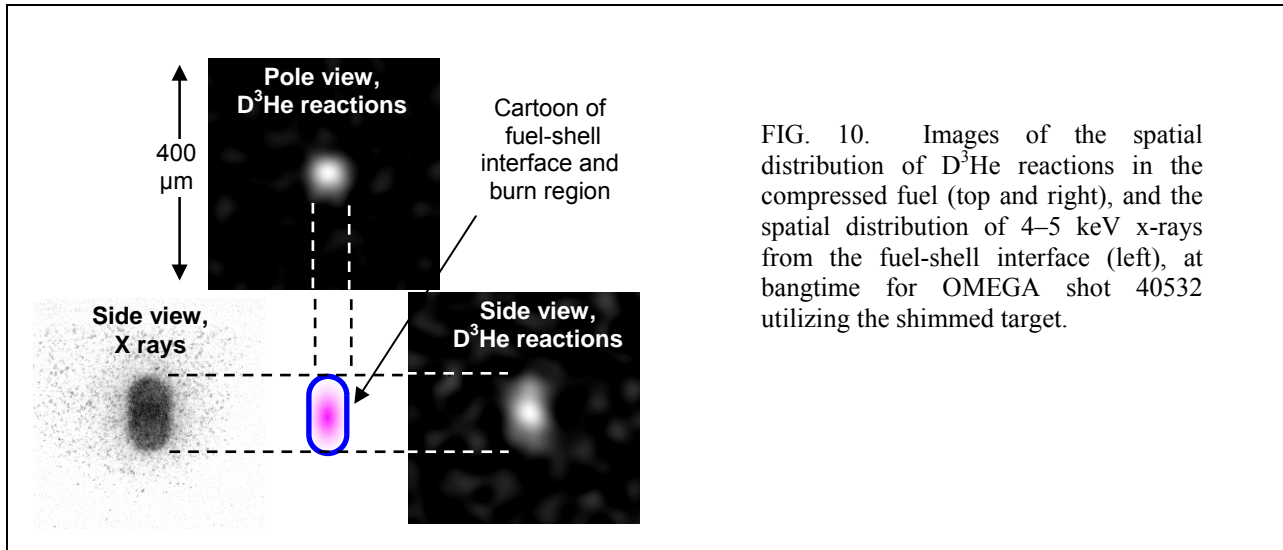 Pole view,
D³He reactions
400
µm
Cartoon of
fuel-shell
interface and
burn region
Side view,
X rays
Side view,
D³He reactions
FIG. 10. Images of the spatial
distribution of D³He reactions in the
compressed fuel (top and right), and the
spatial distribution of 4–5 keV x-rays
from the fuel-shell interface (left), at
bangtime for OMEGA shot 40532
utilizing the shimmed target.